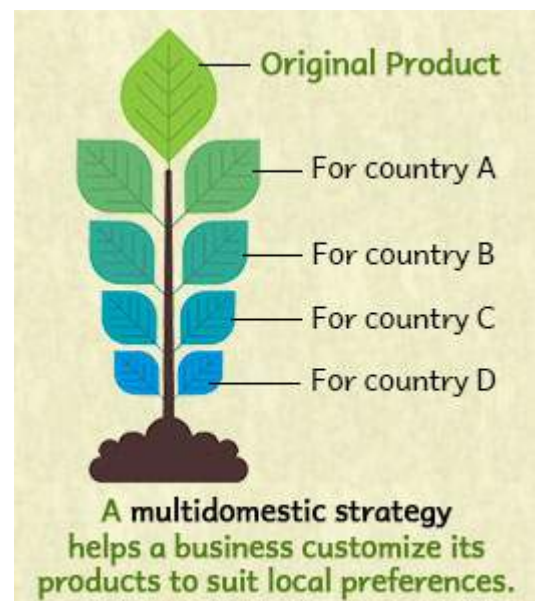 Original Product
For country A
For country B
For country C
For country D
A multidomestic strategy
helps a business customize its
products to suit local preferences.